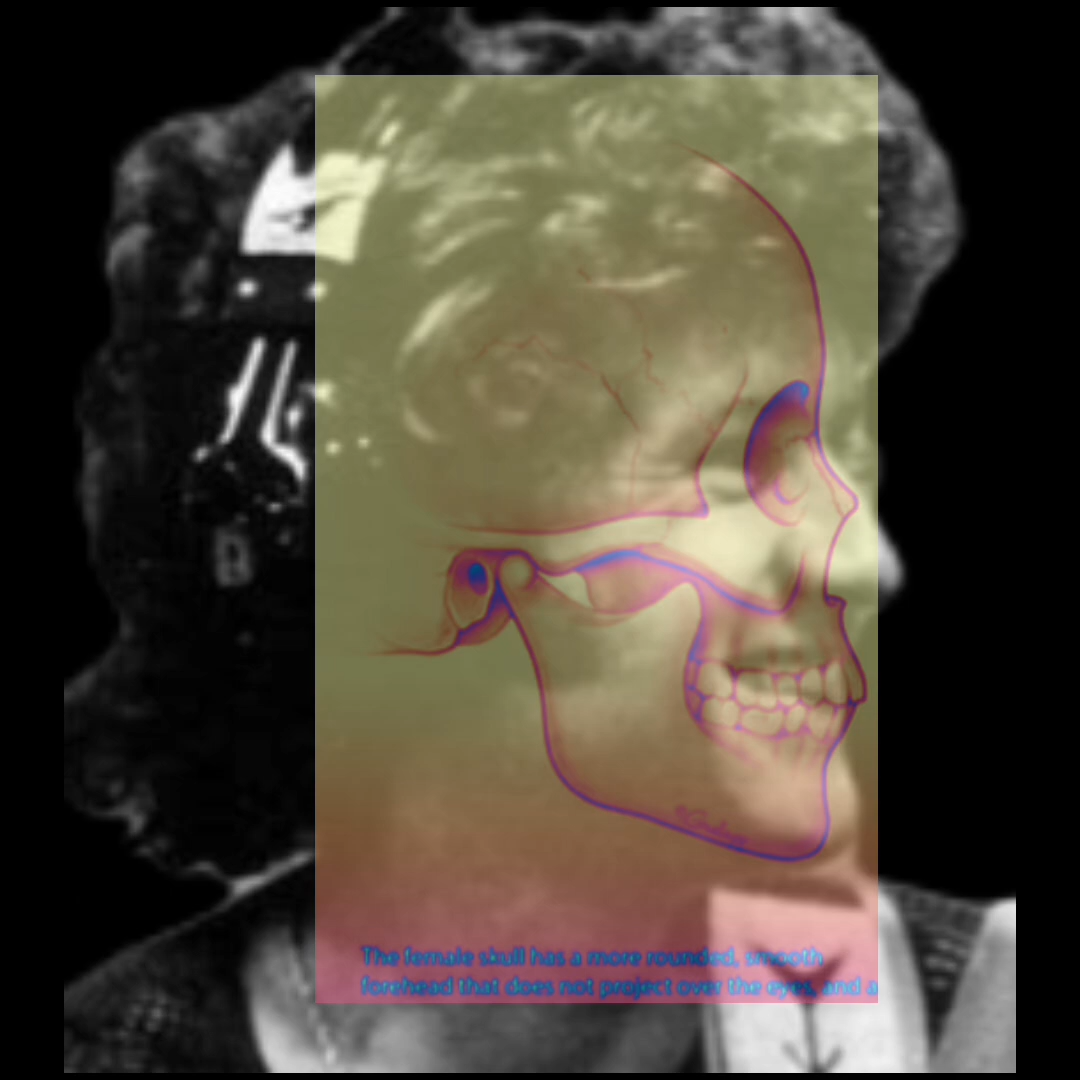 The female skull has a more rounded, smooth
forehead that does not project over the eyes, and a